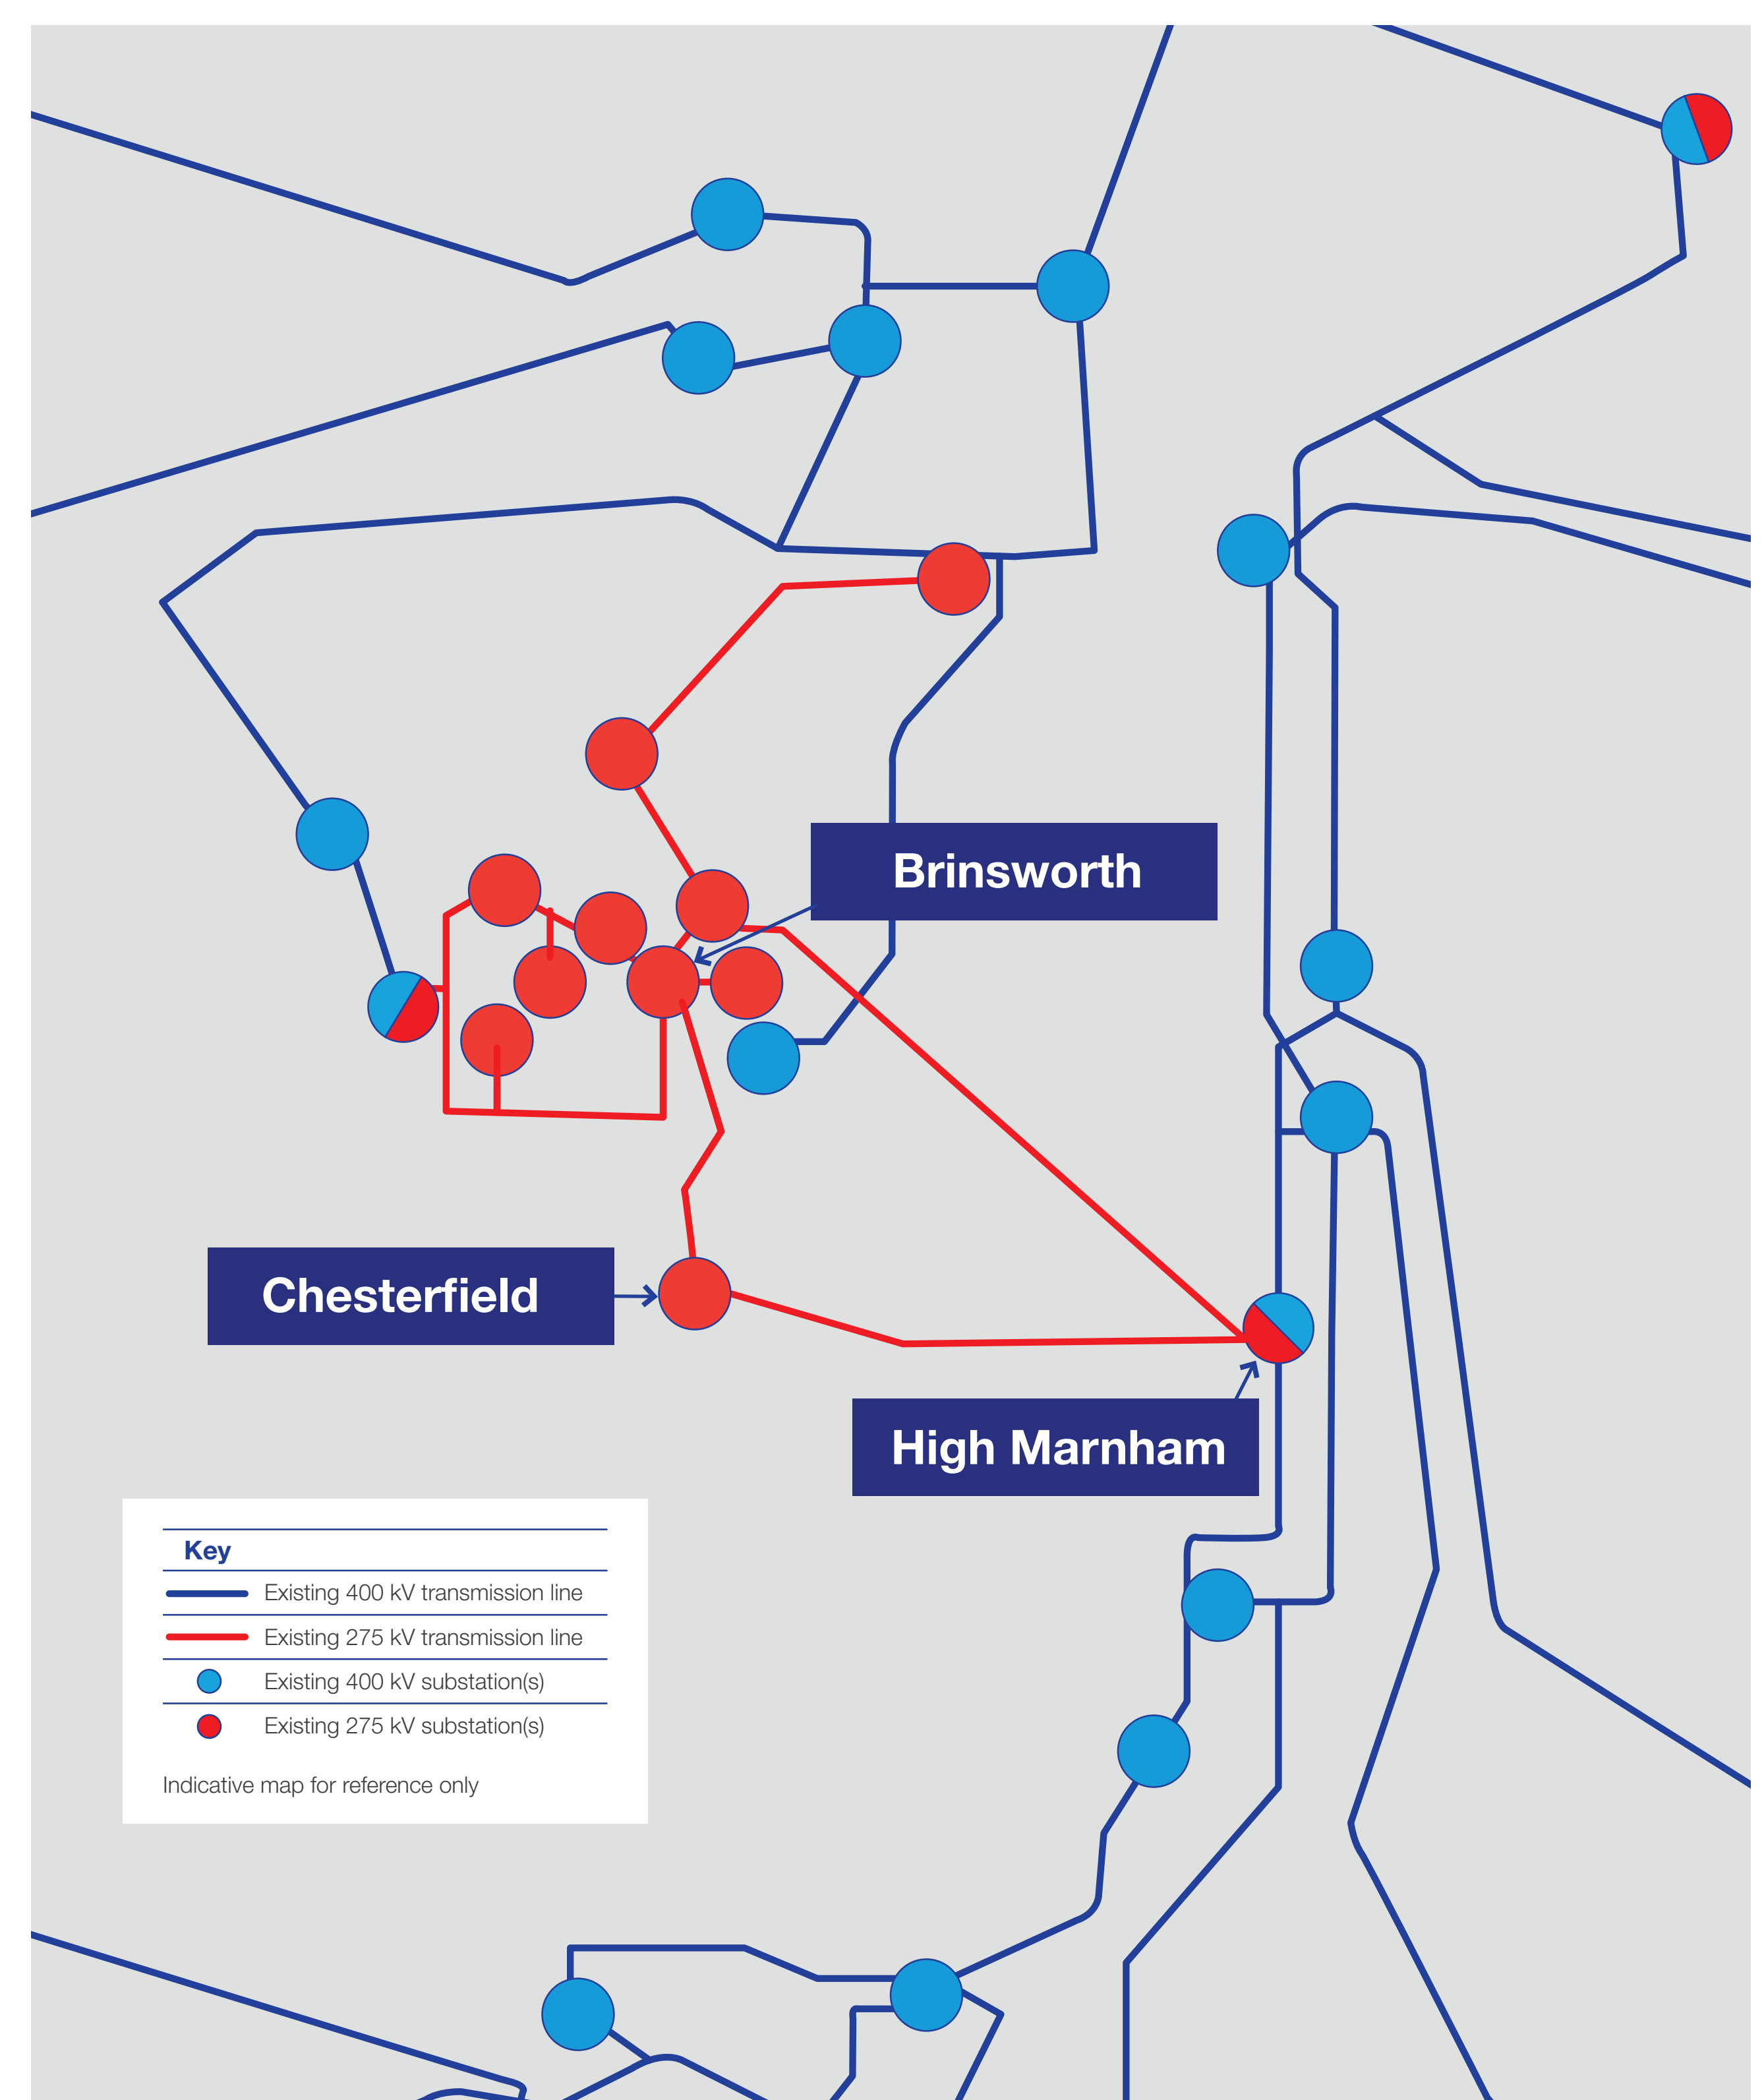 Brinsworth
Chesterfield
High Marnham
Key
Existing 400 kV transmission line
Existing 275 kV transmission line
Existing 400 kV substation(s)
Existing 275 kV substation(s)
Indicative map for reference only